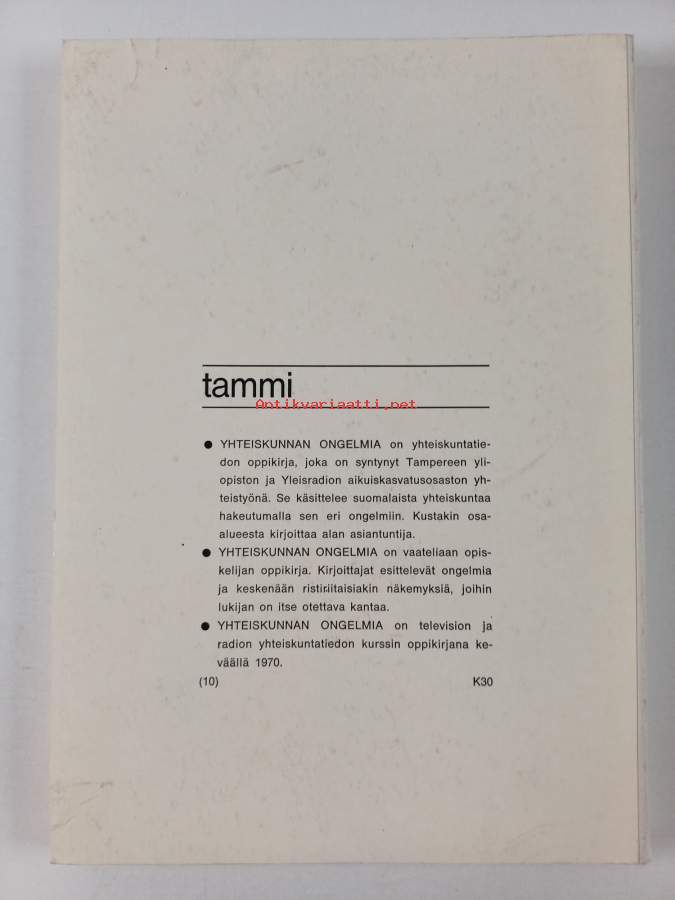 tammi
Antikvariaatti.net
● YHTEISKUNNAN ONGELMIA on yhteiskuntatie-
don oppikirja, joka on syntynyt Tampereen yli-
opiston ja Yleisradion aikuiskasvatusosaston yh-
teistyönä. Se käsittelee suomalaista yhteiskuntaa
hakeutumalla sen eri ongelmiin. Kustakin osa-
alueesta kirjoittaa alan asiantuntija.
● YHTEISKUNNAN ONGELMIA on vaateliaan opis-
kelijan oppikirja. Kirjoittajat esittelevät ongelmia
ja keskenään ristiriitaisiakin näkemyksiä, joihin
lukijan on itse otettava kantaa.
● YHTEISKUNNAN ONGELMIA on television ja
radion yhteiskuntatiedon kurssin oppikirjana ke-
väällä 1970.
(10) K30